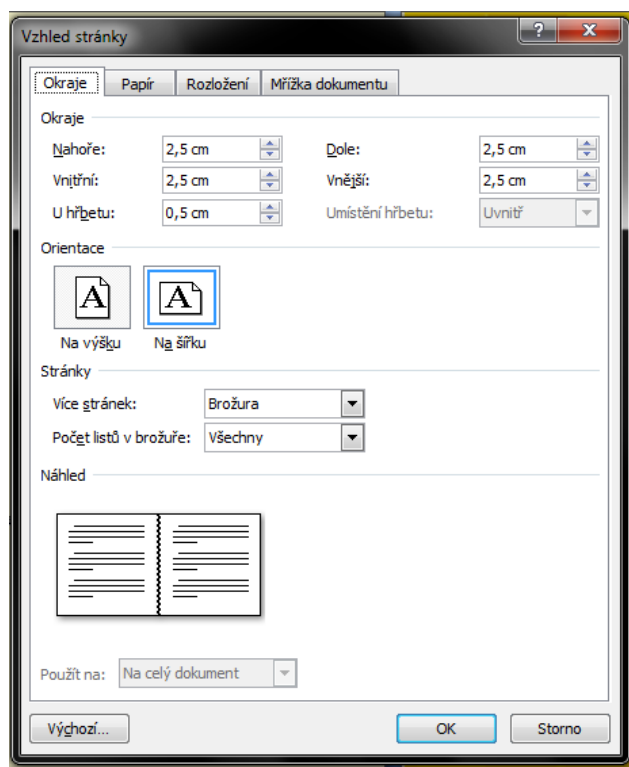 Vzhled stránky
Okraje Papír Rozložení Mřížka dokumentu
Okraje
Nahoře: 2,5 cm Dole: 2,5 cm
Vnitřní: 2,5 cm Vnější: 2,5 cm
U hřbetu: 0,5 cm Umístění hřbetu: Uvnitř
Orientace
A A
Na výšku Na šířku
Stránky
Více stránek: Brožura
Počet listů v brožuře: Všechny
Náhled
Použít na: Na celý dokument
Výchozí... OK Storno